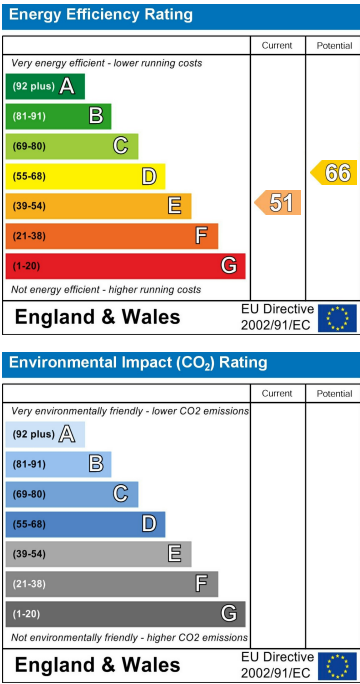 Energy Efficiency Rating
Current Potential
Very energy efficient - lower running costs
(92 plus) A
(81-91) B
(69-80) C
(55-68) D
66
(39-54) E
51
(21-38) F
(1-20) G
Not energy efficient - higher running costs
England & Wales
EU Directive
2002/91/EC
Environmental Impact (CO₂) Rating
Current Potential
Very environmentally friendly - lower CO2 emissions
(92 plus) A
(81-91) B
(69-80) C
(55-68) D
(39-54) E
(21-38) F
(1-20) G
Not environmentally friendly - higher CO2 emissions
England & Wales
EU Directive
2002/91/EC